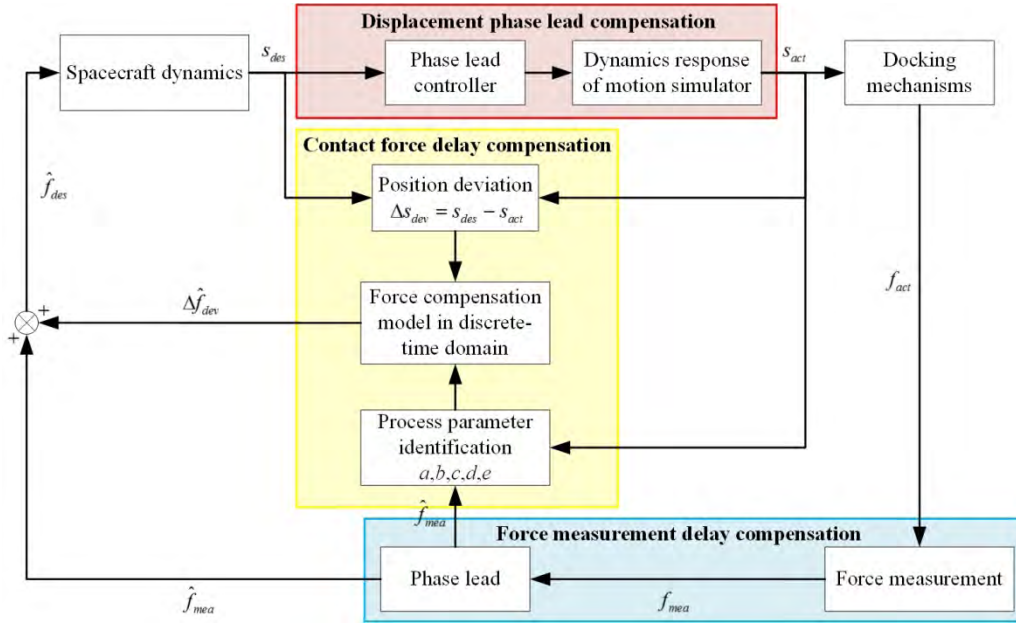 Displacement phase lead compensation
Spacecraft dynamics
s_des
Phase lead
controller
Dynamics response
of motion simulator
s_act
Docking
mechanisms
Contact force delay compensation
Position deviation
Δs_dev = s_des − s_act
f̂_des
Force compensation
model in discrete-
time domain
Δf̂_dev
f_act
+
+
Process parameter
identification
a,b,c,d,e
f̂_mea
Force measurement delay compensation
Phase lead
Force measurement
f̂_mea
f_mea